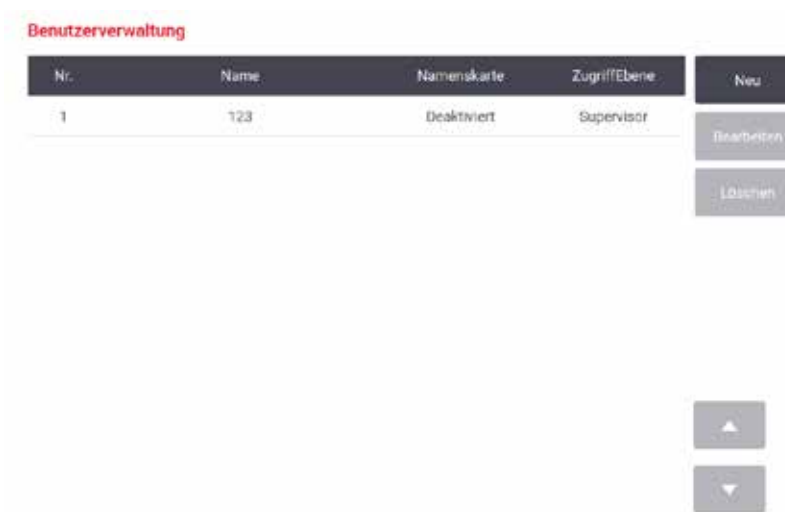 Benutzerverwaltung
Nr. Name Namenskarte ZugriffEbene Neu
1 123 Deaktiviert Supervisor
Bearbeiten
Löschen